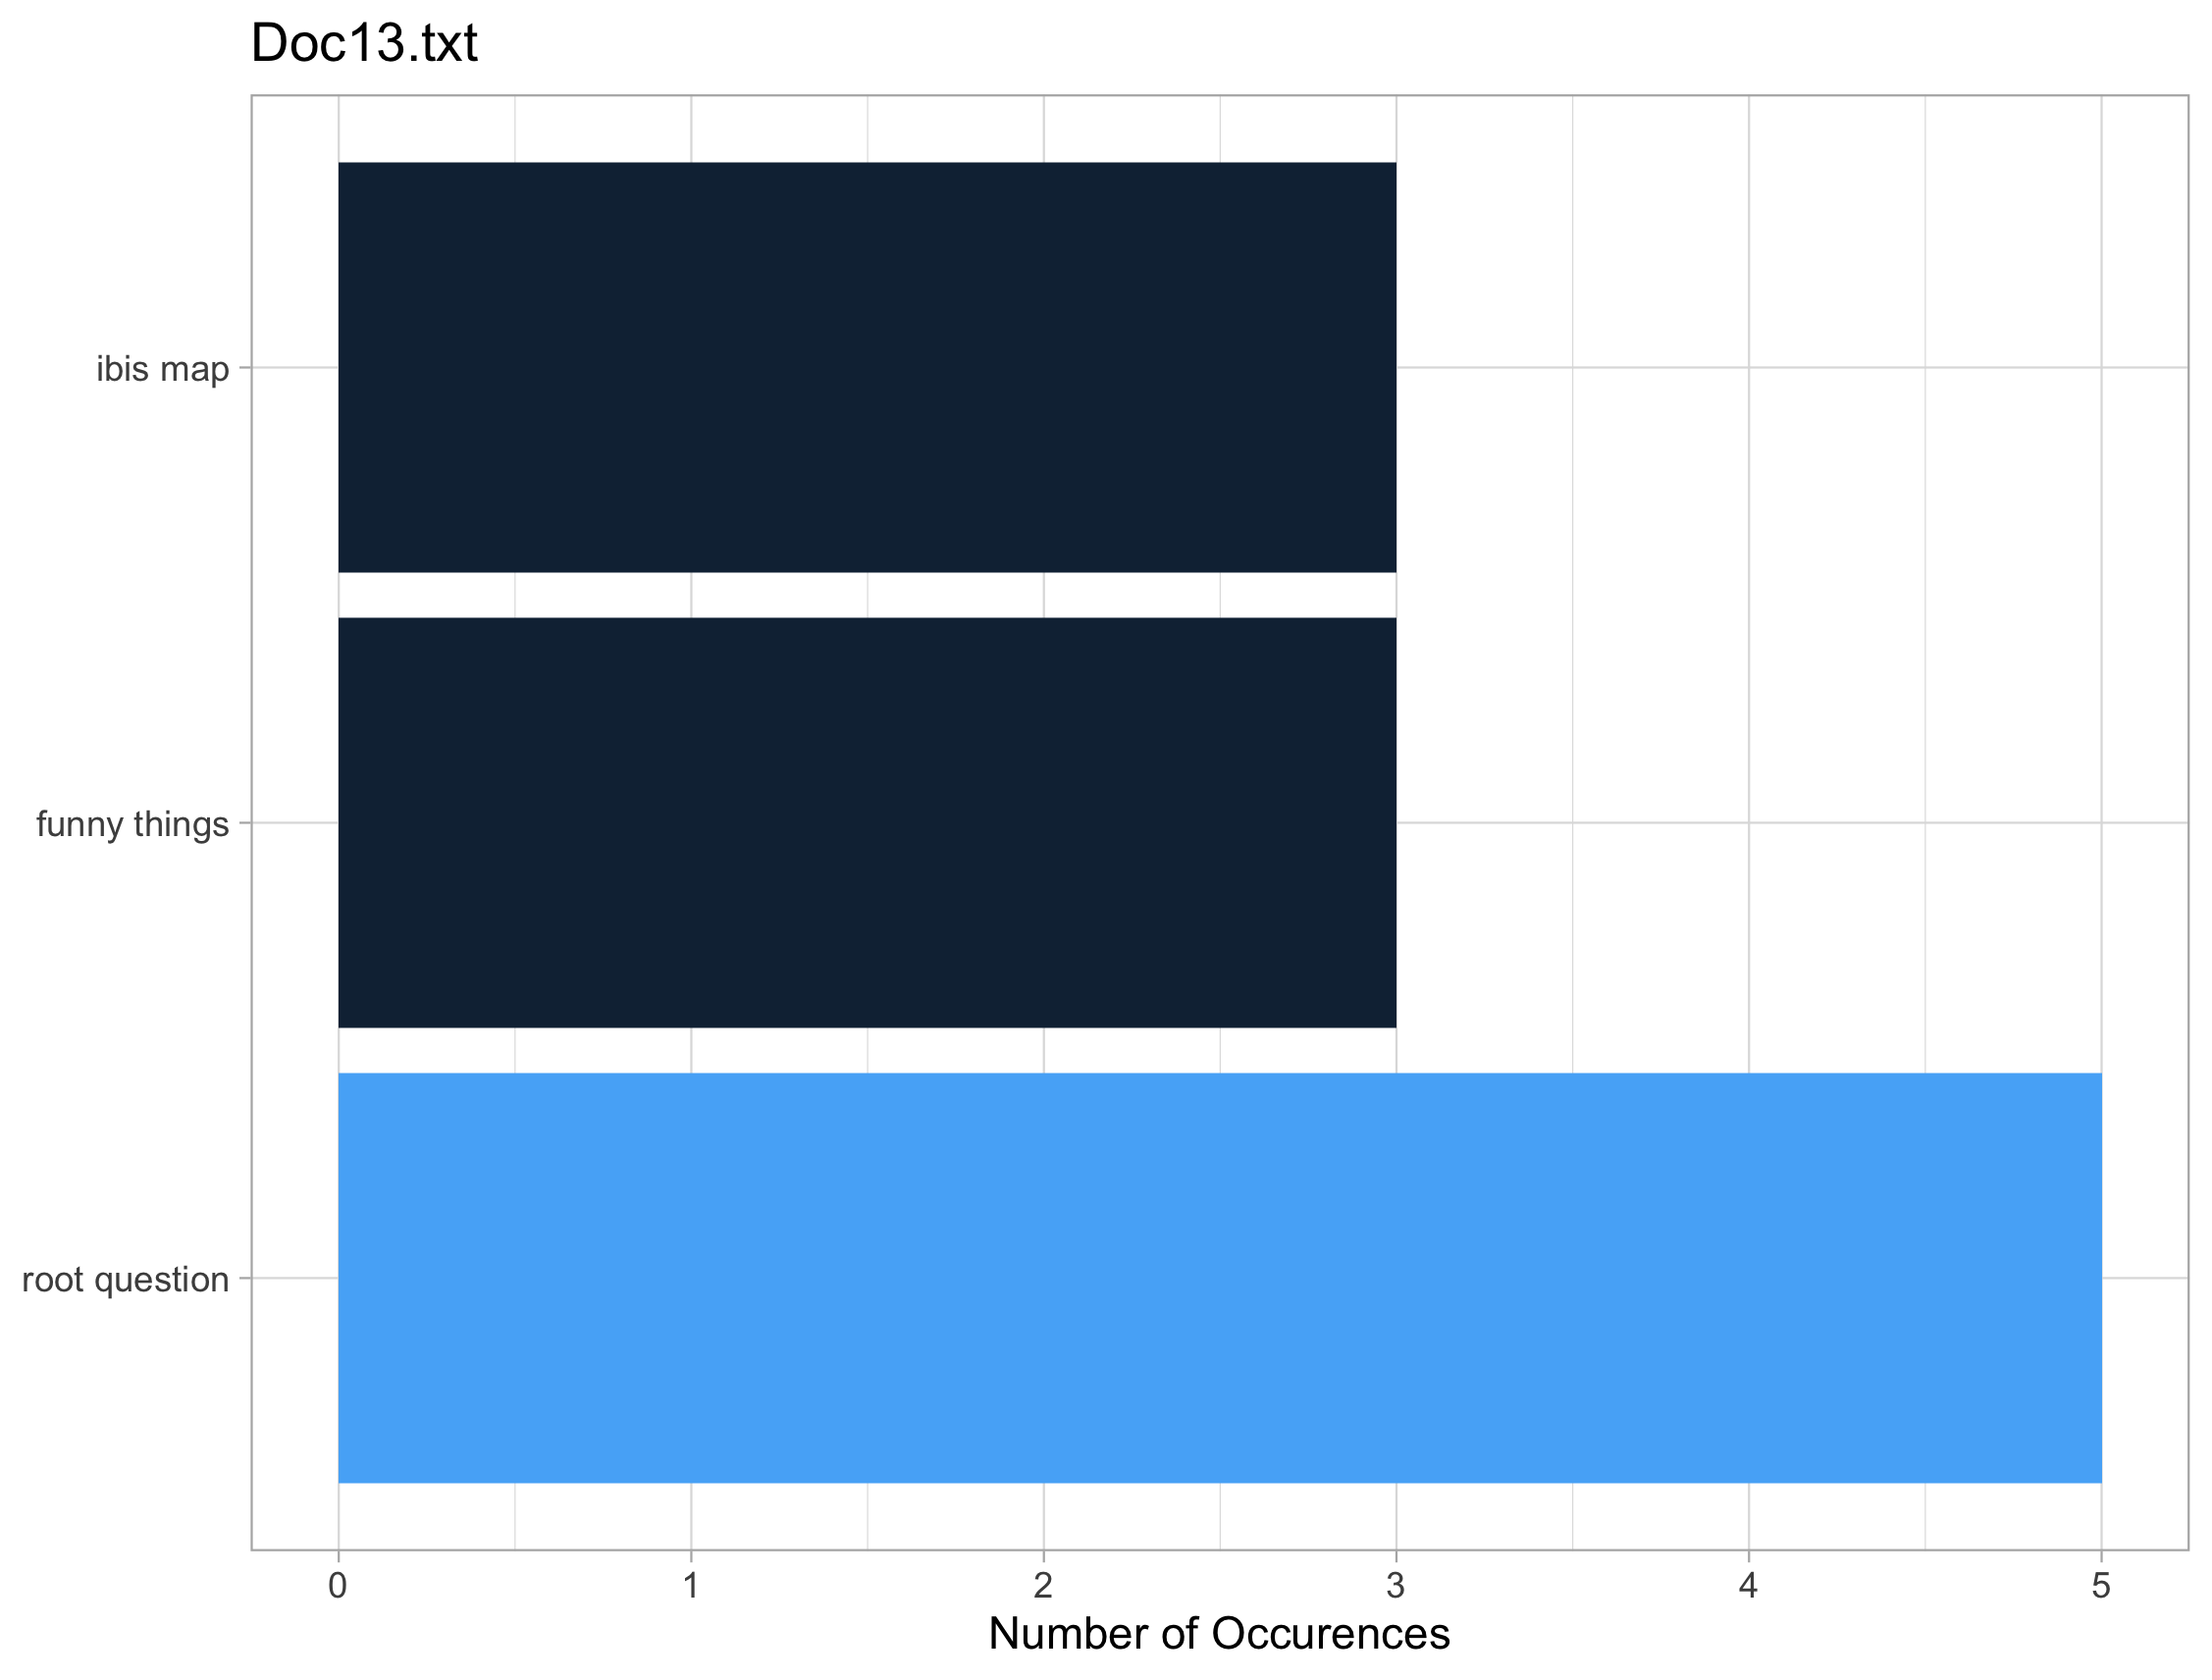 Doc13.txt
ibis map
funny things
root question
0 1 2 3 4 5
Number of Occurences